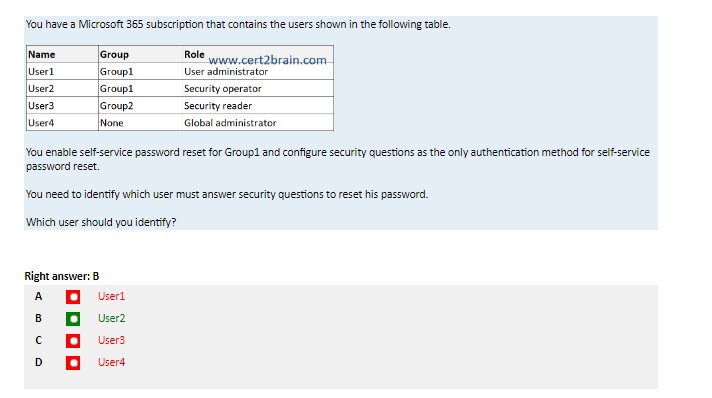 You have a Microsoft 365 subscription that contains the users shown in the following table.
Name Group Role www.cert2brain.com
User1 Group1 User administrator
User2 Group1 Security operator
User3 Group2 Security reader
User4 None Global administrator
You enable self-service password reset for Group1 and configure security questions as the only authentication method for self-service
password reset.
You need to identify which user must answer security questions to reset his password.
Which user should you identify?
Right answer: B
A User1
B User2
C User3
D User4